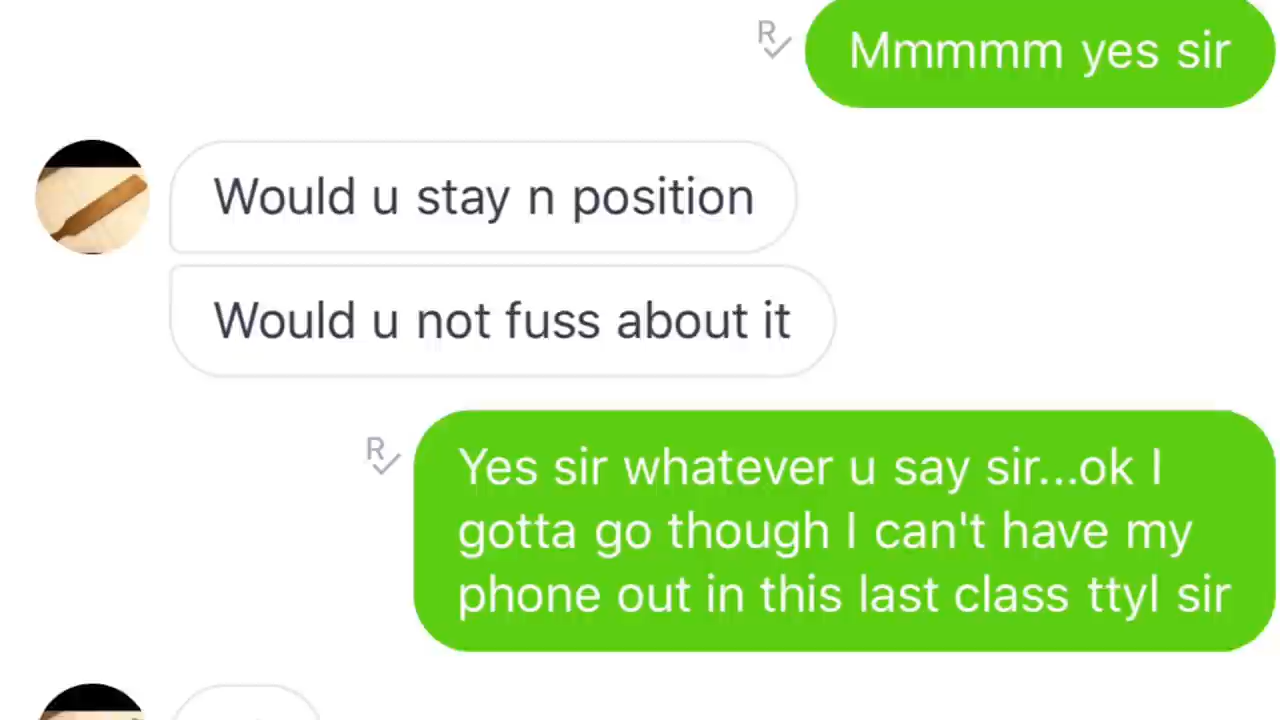 R
Mmmmm yes sir
Would u stay n position
Would u not fuss about it
R
Yes sir whatever u say sir...ok I
gotta go though I can't have my
phone out in this last class ttyl sir